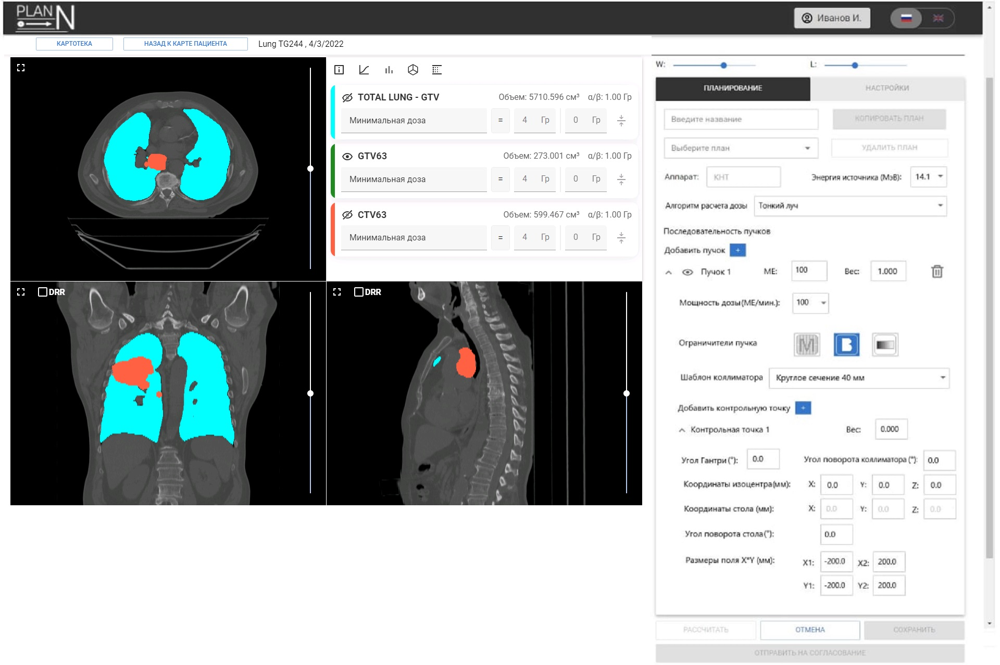 PLAN N
Иванов И.
КАРТОТЕКА
НАЗАД К КАРТЕ ПАЦИЕНТА
Lung TG244 , 4/3/2022
TOTAL LUNG - GTV
Объем: 5710.596 см³ α/β: 1.00 Гр
Минимальная доза = 4 Гр 0 Гр
GTV63
Объем: 273.001 см³ α/β: 1.00 Гр
Минимальная доза = 4 Гр 0 Гр
CTV63
Объем: 599.467 см³ α/β: 1.00 Гр
Минимальная доза = 4 Гр 0 Гр
DRR
DRR
W: L:
ПЛАНИРОВАНИЕ НАСТРОЙКИ
Введите название КОПИРОВАТЬ ПЛАН
Выберите план УДАЛИТЬ ПЛАН
Аппарат: КНТ Энергия источника (МэВ): 14.1
Алгоритм расчета дозы Тонкий луч
Последовательность пучков
Добавить пучок +
Пучок 1 МЕ: 100 Вес: 1.000
Мощность дозы(МЕ/мин.): 100
Ограничители пучка M B
Шаблон коллиматора Круглое сечение 40 мм
Добавить контрольную точку +
Контрольная точка 1 Вес: 0.000
Угол Гантри (°): 0.0 Угол поворота коллиматора (°): 0.0
Координаты изоцентра(мм): X: 0.0 Y: 0.0 Z: 0.0
Координаты стола (мм): X: 0.0 Y: 0.0 Z: 0.0
Угол поворота стола(°): 0.0
Размеры поля X*Y (мм): X1: -200.0 X2: 200.0
Y1: -200.0 Y2: 200.0
РАССЧИТАТЬ ОТМЕНА СОХРАНИТЬ
ОТПРАВИТЬ НА СОГЛАСОВАНИЕ